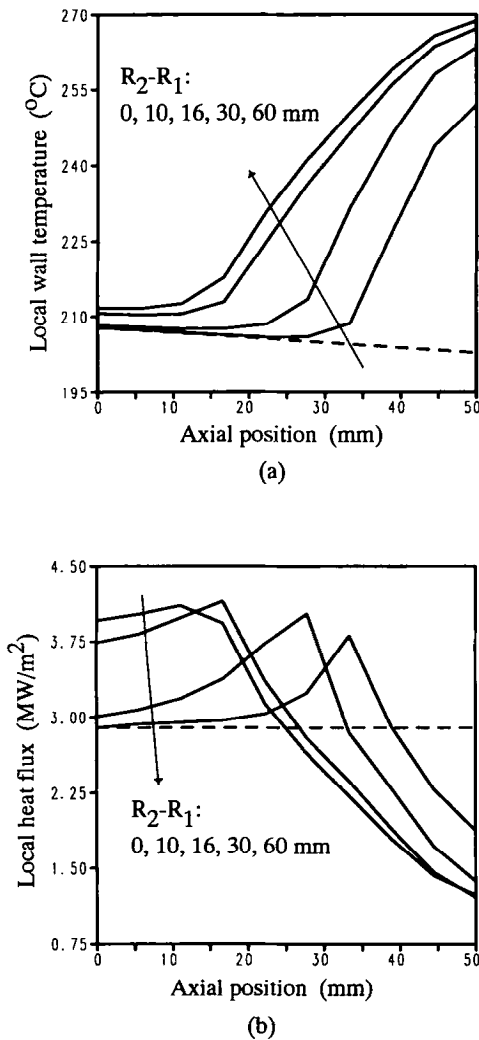 270
255
240
225
210
195
Local wall temperature (°C)
R2-R1:
0, 10, 16, 30, 60 mm
0 10 20 30 40 50
Axial position (mm)
(a)
4.50
3.75
3.00
2.25
1.50
0.75
Local heat flux (MW/m²)
R2-R1:
0, 10, 16, 30, 60 mm
0 10 20 30 40 50
Axial position (mm)
(b)